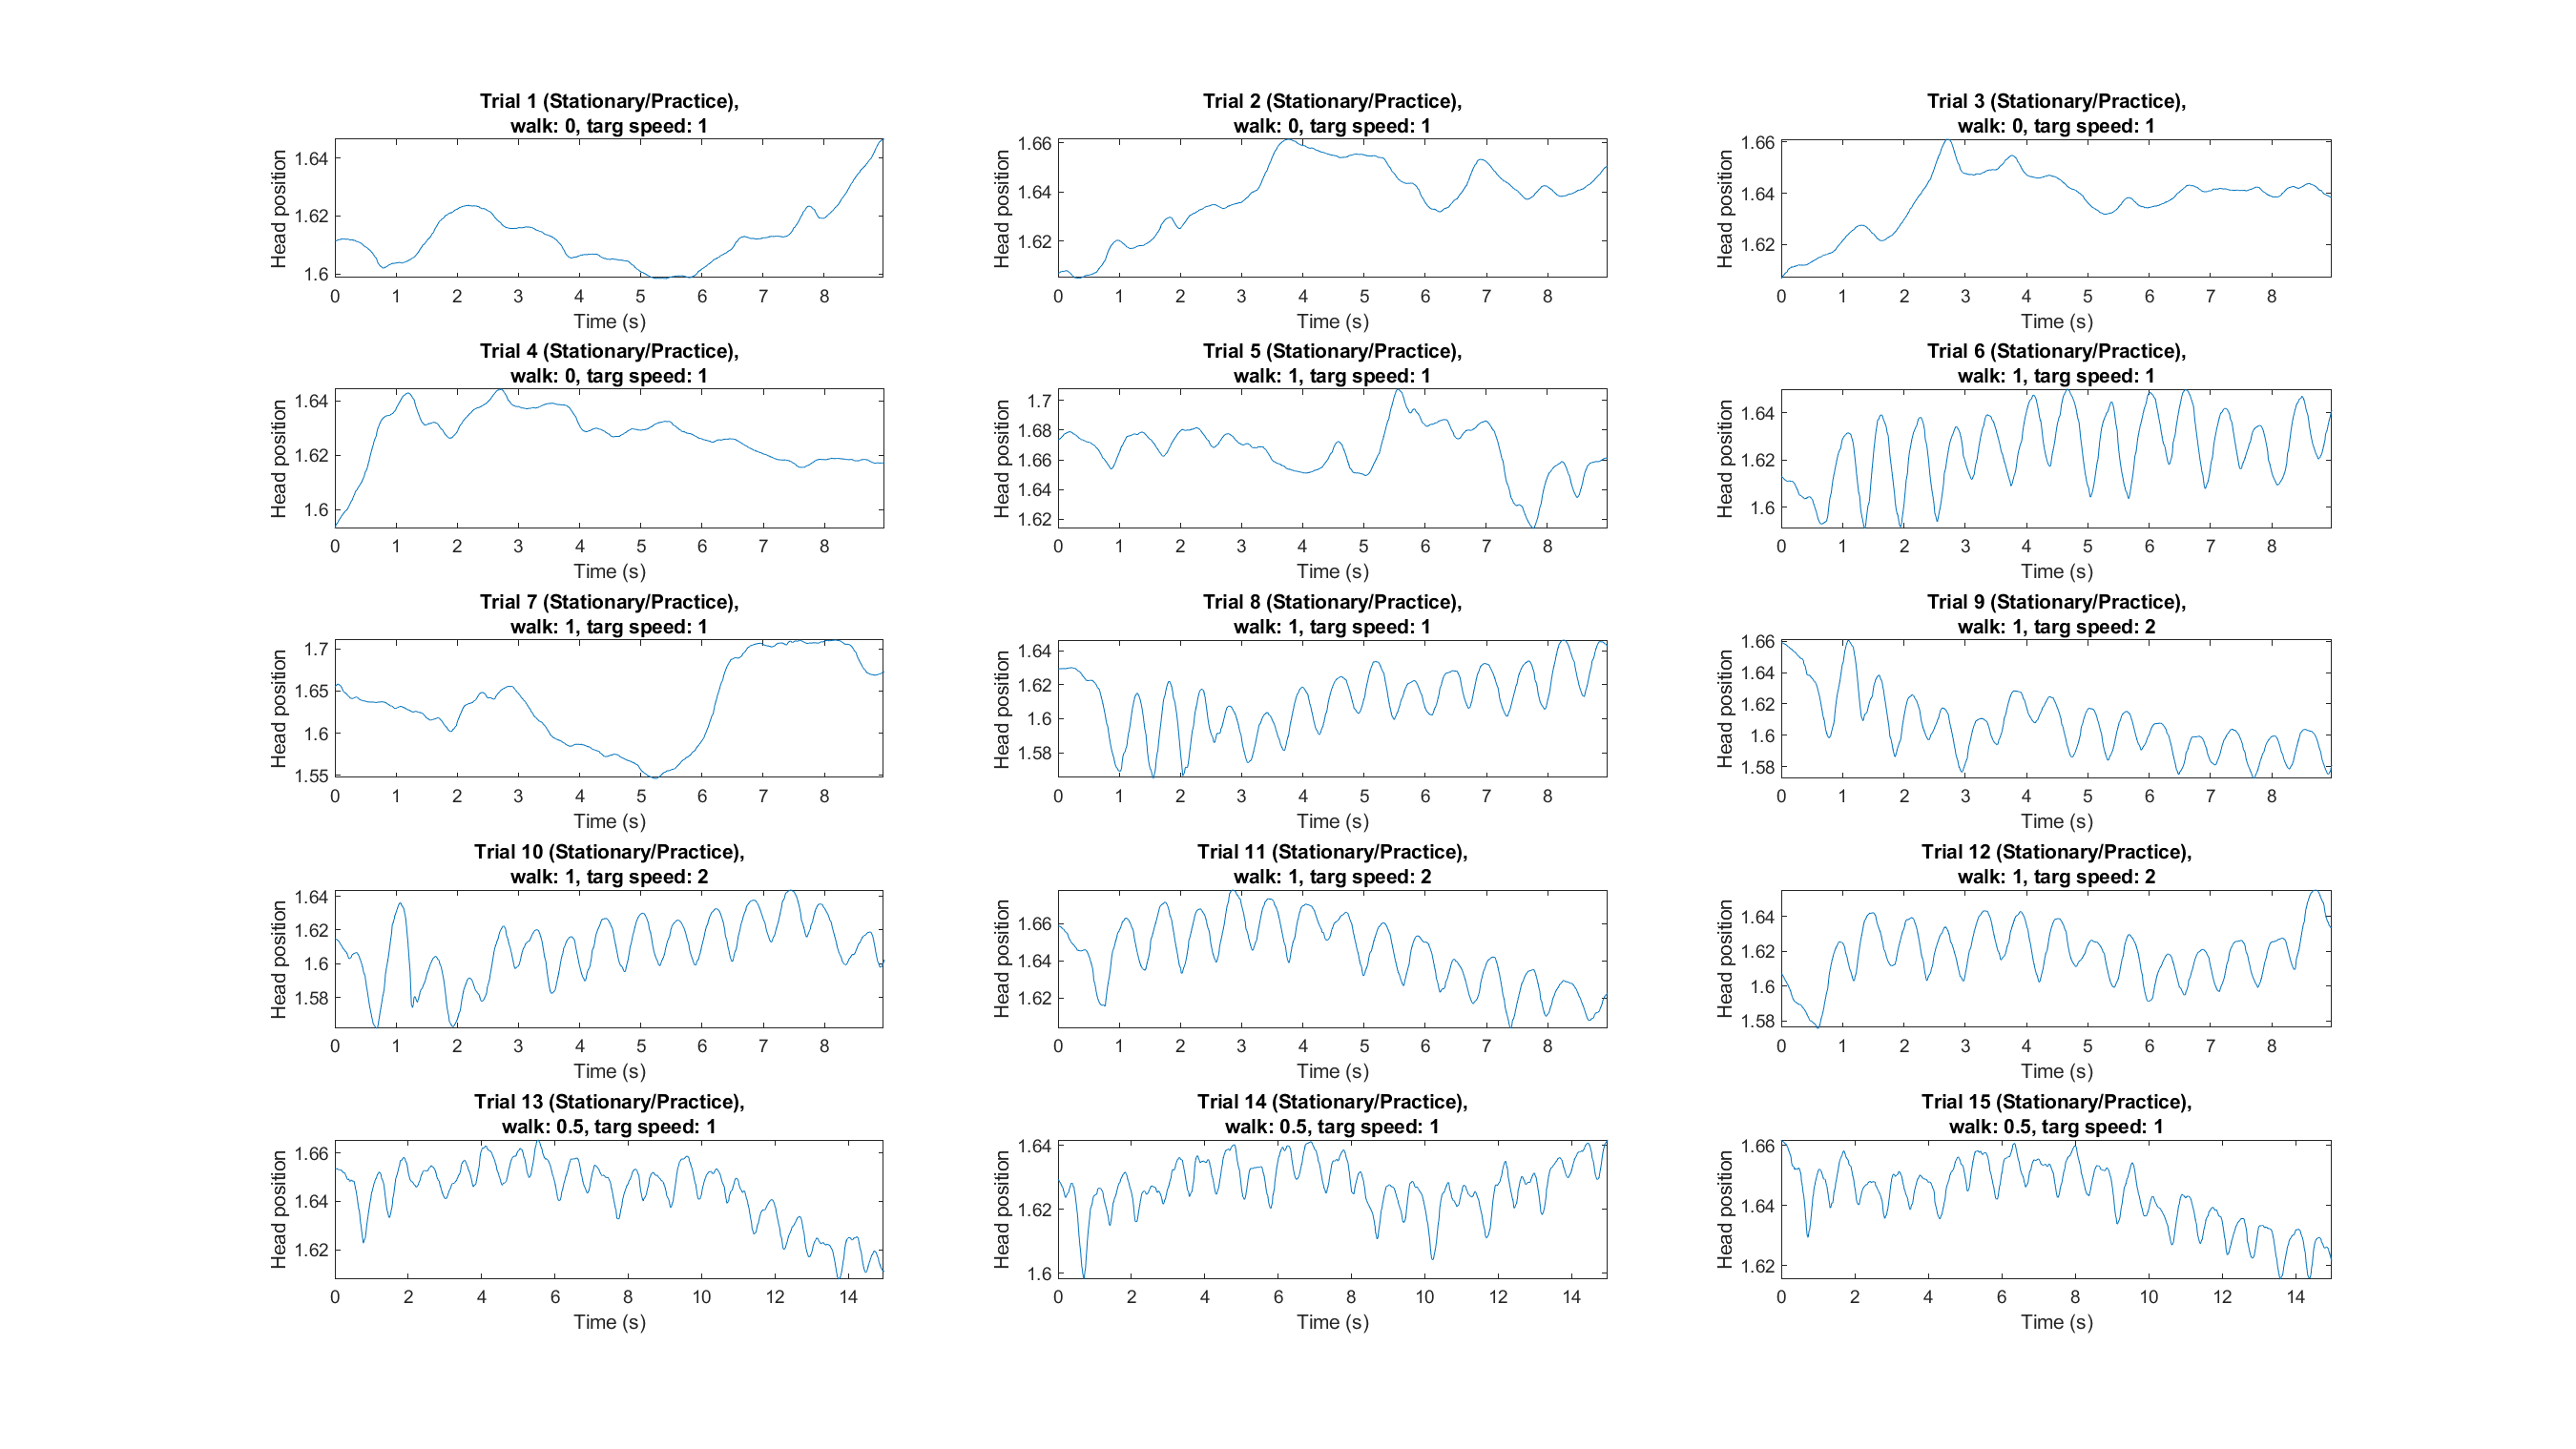 Trial 1 (Stationary/Practice),
walk: 0, targ speed: 1
Head position
1.64
1.62
1.6
0 1 2 3 4 5 6 7 8
Time (s)
Trial 2 (Stationary/Practice),
walk: 0, targ speed: 1
Head position
1.66
1.64
1.62
0 1 2 3 4 5 6 7 8
Time (s)
Trial 3 (Stationary/Practice),
walk: 0, targ speed: 1
Head position
1.66
1.64
1.62
0 1 2 3 4 5 6 7 8
Time (s)
Trial 4 (Stationary/Practice),
walk: 0, targ speed: 1
Head position
1.64
1.62
1.6
0 1 2 3 4 5 6 7 8
Time (s)
Trial 5 (Stationary/Practice),
walk: 1, targ speed: 1
Head position
1.7
1.68
1.66
1.64
1.62
0 1 2 3 4 5 6 7 8
Time (s)
Trial 6 (Stationary/Practice),
walk: 1, targ speed: 1
Head position
1.64
1.62
1.6
0 1 2 3 4 5 6 7 8
Time (s)
Trial 7 (Stationary/Practice),
walk: 1, targ speed: 1
Head position
1.7
1.65
1.6
1.55
0 1 2 3 4 5 6 7 8
Time (s)
Trial 8 (Stationary/Practice),
walk: 1, targ speed: 1
Head position
1.64
1.62
1.6
1.58
0 1 2 3 4 5 6 7 8
Time (s)
Trial 9 (Stationary/Practice),
walk: 1, targ speed: 2
Head position
1.66
1.64
1.62
1.6
1.58
0 1 2 3 4 5 6 7 8
Time (s)
Trial 10 (Stationary/Practice),
walk: 1, targ speed: 2
Head position
1.64
1.62
1.6
1.58
0 1 2 3 4 5 6 7 8
Time (s)
Trial 11 (Stationary/Practice),
walk: 1, targ speed: 2
Head position
1.66
1.64
1.62
0 1 2 3 4 5 6 7 8
Time (s)
Trial 12 (Stationary/Practice),
walk: 1, targ speed: 2
Head position
1.64
1.62
1.6
1.58
0 1 2 3 4 5 6 7 8
Time (s)
Trial 13 (Stationary/Practice),
walk: 0.5, targ speed: 1
Head position
1.66
1.64
1.62
0 2 4 6 8 10 12 14
Time (s)
Trial 14 (Stationary/Practice),
walk: 0.5, targ speed: 1
Head position
1.64
1.62
1.6
0 2 4 6 8 10 12 14
Time (s)
Trial 15 (Stationary/Practice),
walk: 0.5, targ speed: 1
Head position
1.66
1.64
1.62
0 2 4 6 8 10 12 14
Time (s)